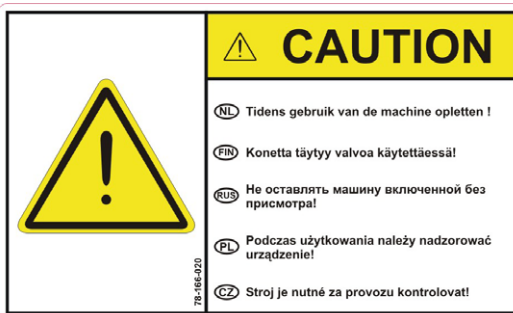 CAUTION
NL Tidens gebruik van de machine opletten !
FIN Konetta täytyy valvoa käytettäessä!
RUS Не оставлять машину включенной без
присмотра!
PL Podczas użytkowania należy nadzorować
urządzenie!
CZ Stroj je nutné za provozu kontrolovat!
78-166-020